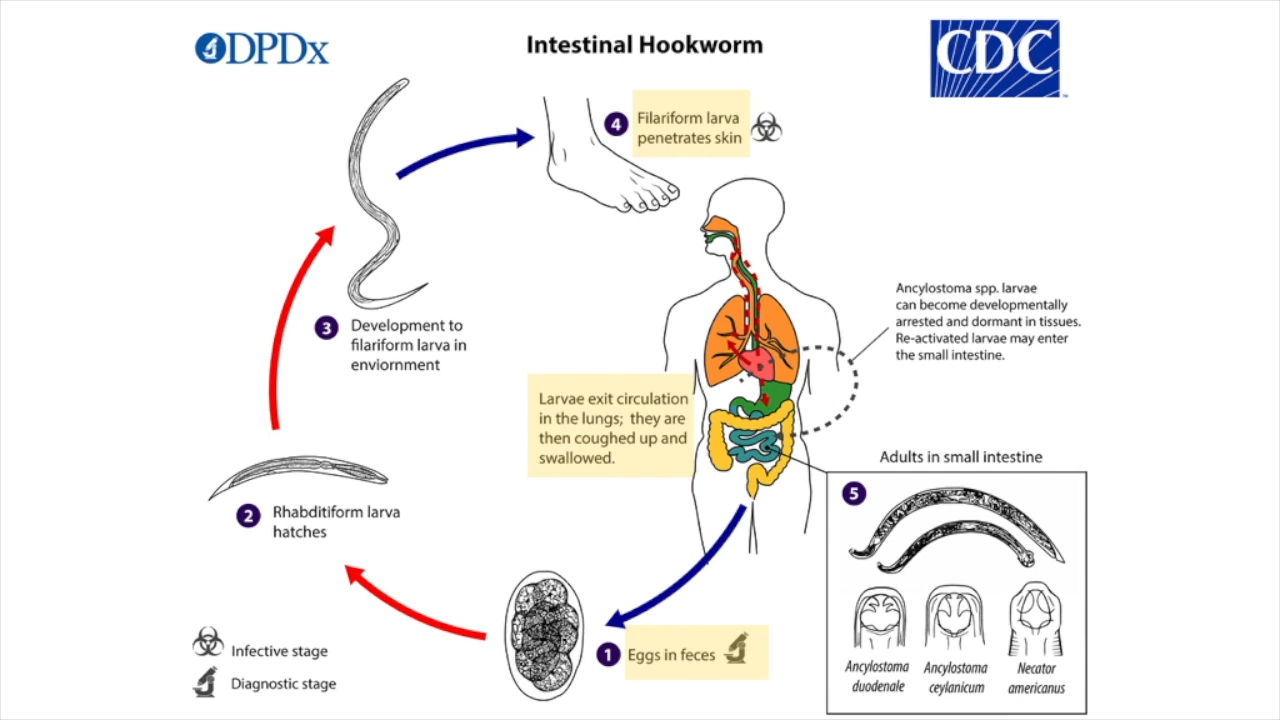 DPDx
Intestinal Hookworm
CDC
TM
4
Filariform larva
penetrates skin
3
Development to
filariform larva in
enviornment
Ancylostoma spp. larvae
can become developmentally
arrested and dormant in tissues.
Re-activated larvae may enter
the small intestine.
Larvae exit circulation
in the lungs; they are
then coughed up and
swallowed.
2
Rhabditiform larva
hatches
Adults in small intestine
5
Ancylostoma
duodenale
Ancylostoma
ceylanicum
Necator
americanus
1
Eggs in feces
Infective stage
Diagnostic stage